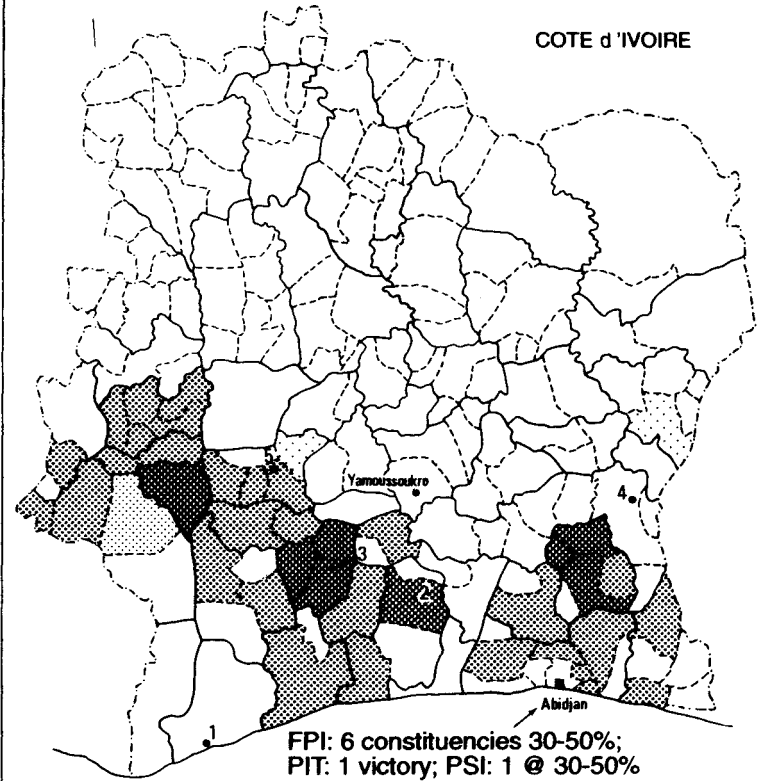 COTE d 'IVOIRE
Yamoussoukro
4
3
2
1
Abidjan
FPI: 6 constituencies 30-50%;
PIT: 1 victory; PSI: 1 @ 30-50%